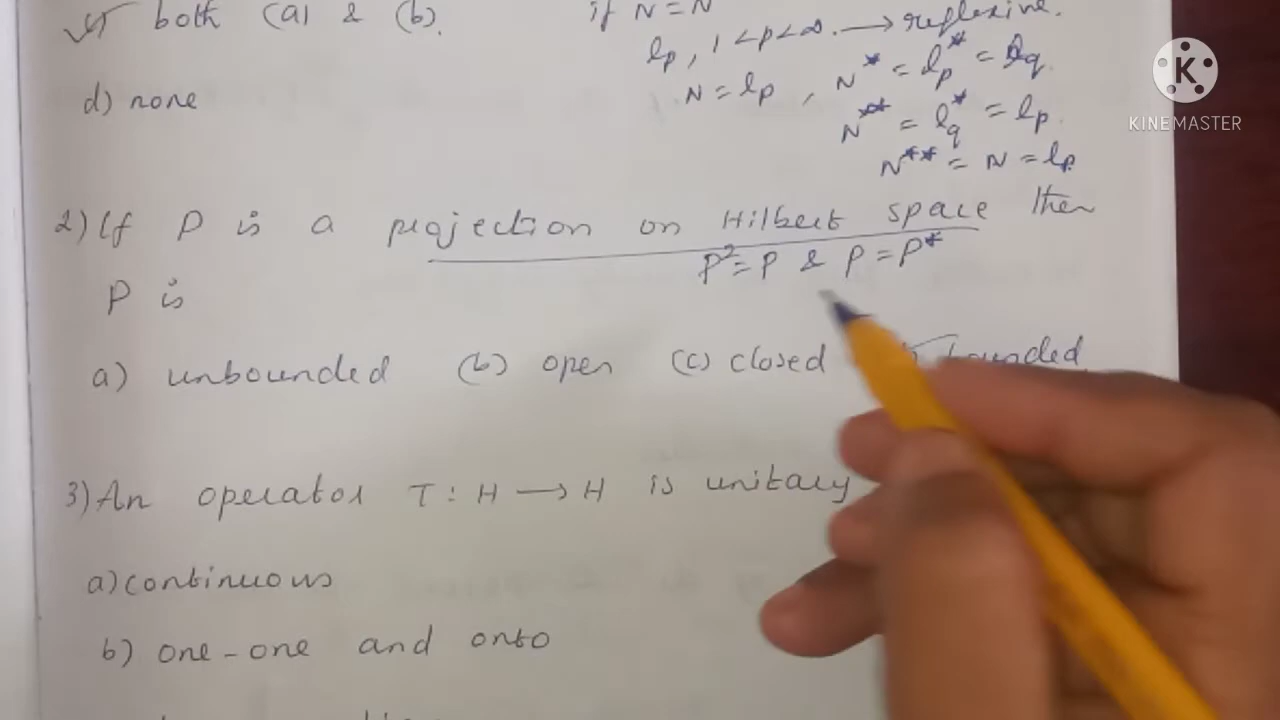 both (a) & (b).
if N = N
lp, 1 < p < ∞. → reflexive.
d) none
N = lp, N* = lp* = lq.
N** = lq* = lp.
N** = N = lp.
2) If P is a projection on Hilbert space then
P² = P & P = P*
P is
a) unbounded (b) open (c) closed bounded
3) An operator T : H → H is unitary
a) continuous
b) one-one and onto
K
KINEMASTER